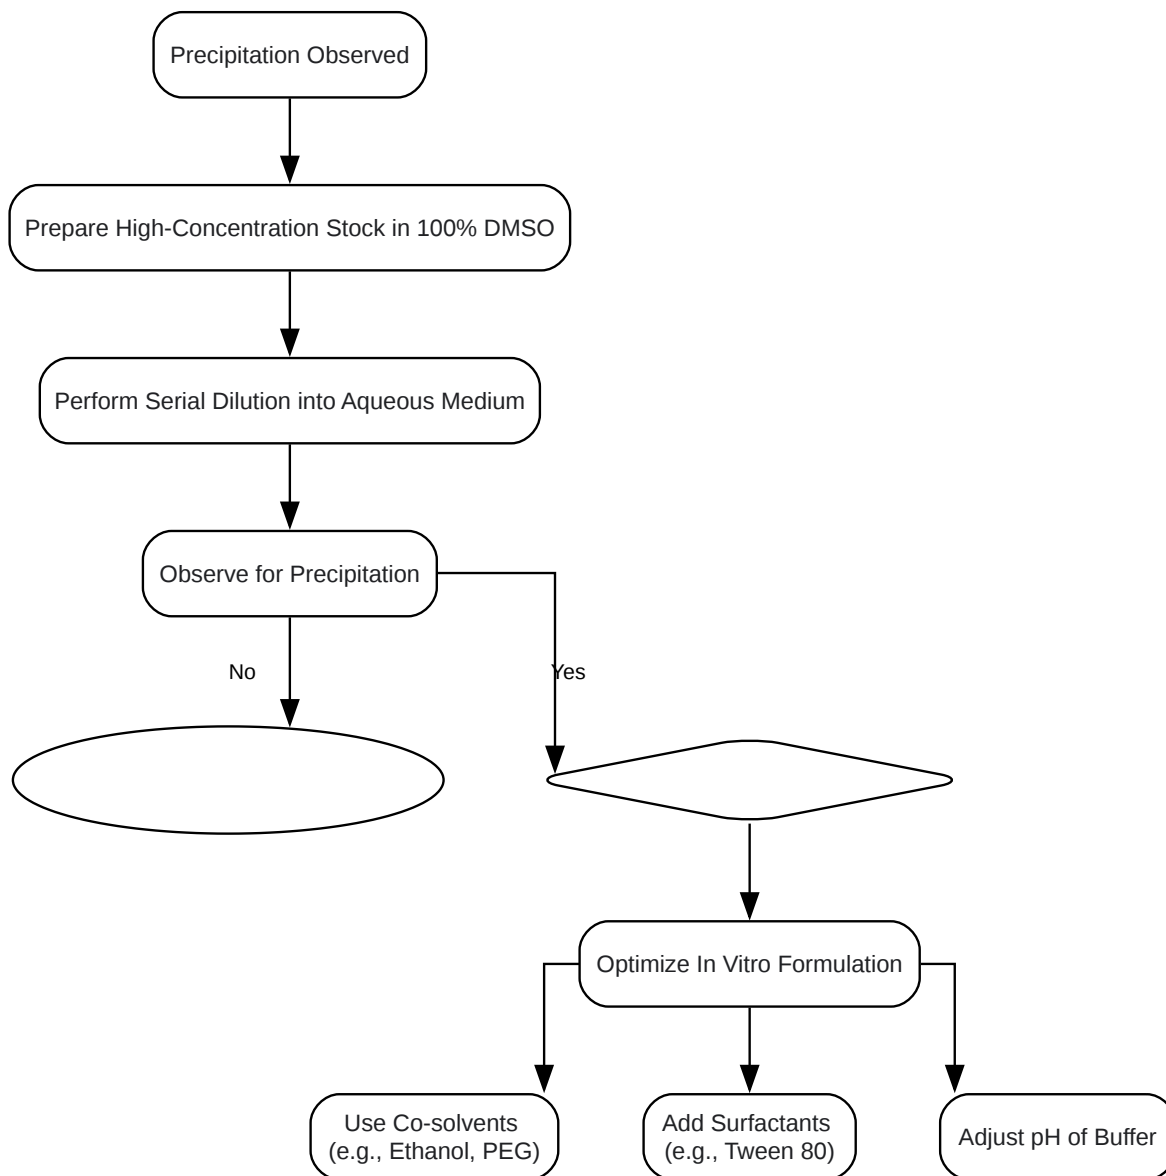 Precipitation Observed
Prepare High-Concentration Stock in 100% DMSO
Perform Serial Dilution into Aqueous Medium
Observe for Precipitation
No
Yes
Optimize In Vitro Formulation
Use Co-solvents
(e.g., Ethanol, PEG)
Add Surfactants
(e.g., Tween 80)
Adjust pH of Buffer